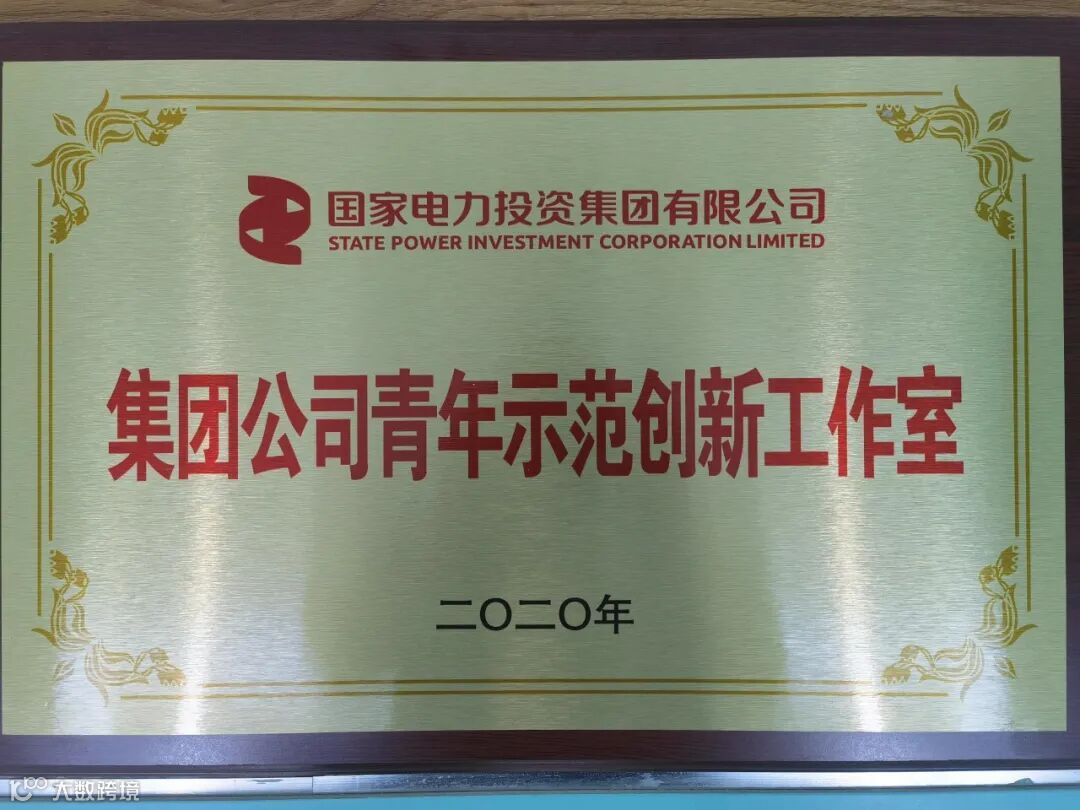 国家电力投资集团有限公司
STATE POWER INVESTMENT CORPORATION LIMITED
集团公司青年示范创新工作室
二〇二〇年
大数跨境